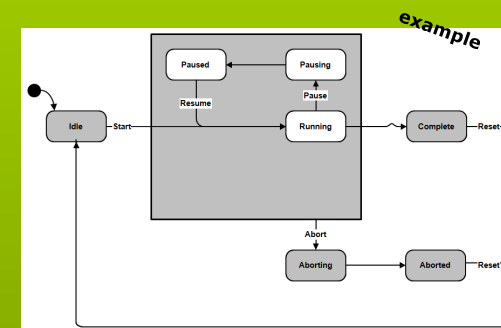 example
Paused
Pausing
Resume
Pause
Idle
Start
Running
Complete
Reset
Abort
Aborting
Aborted
Reset